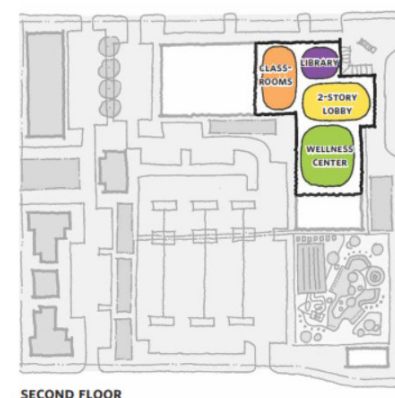 CLASS-
ROOMS
LIBRARY
2-STORY
LOBBY
WELLNESS
CENTER
SECOND FLOOR